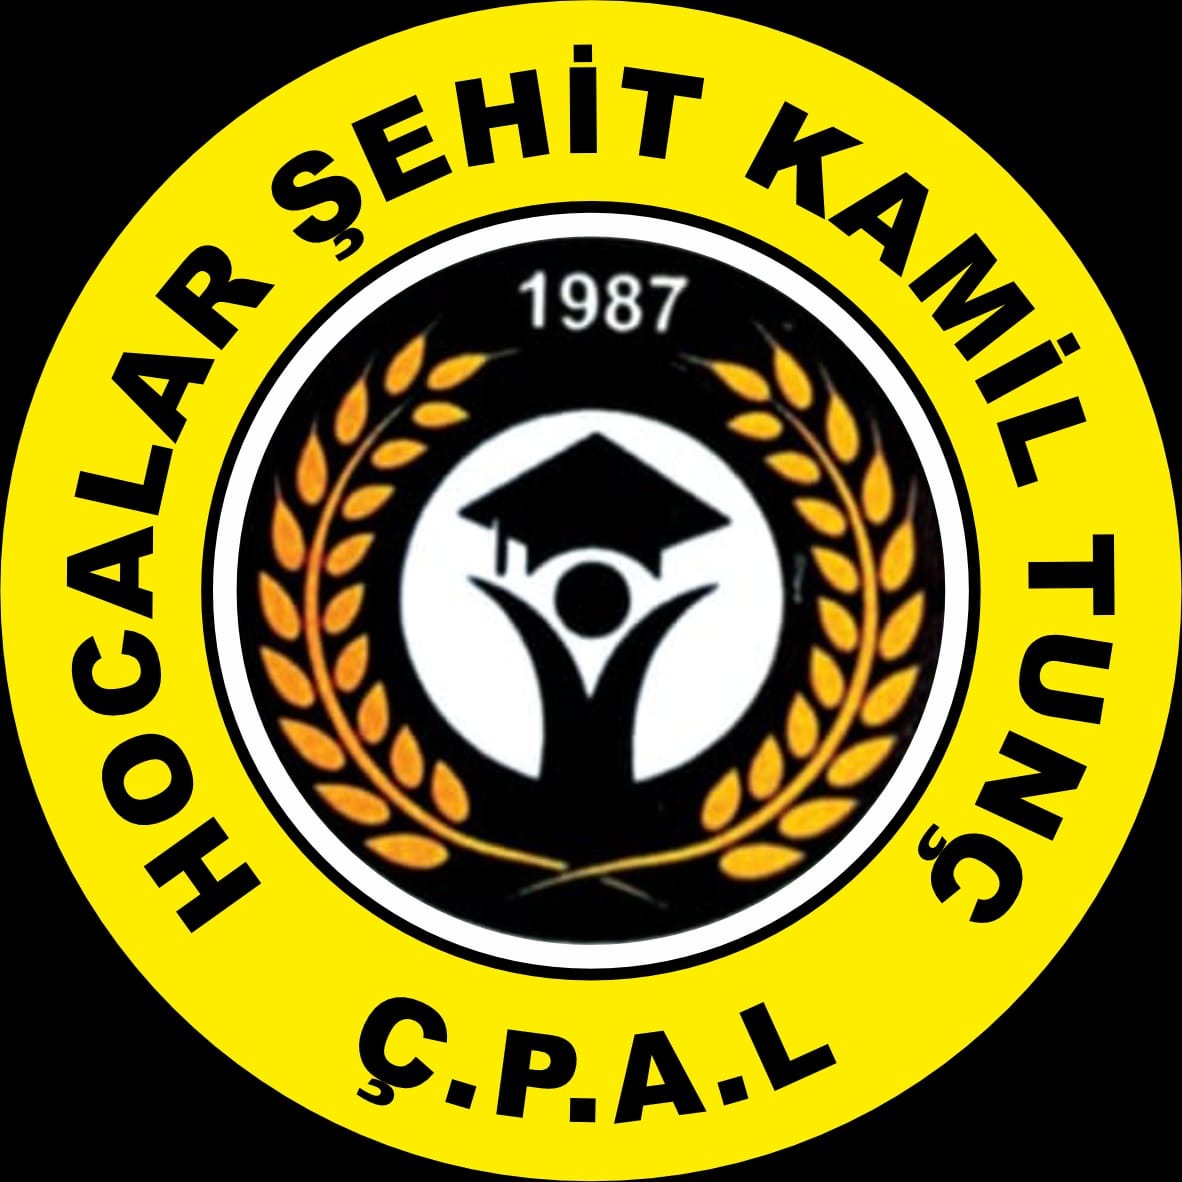 HOCALAR ŞEHİT KAMİL TUNÇ
1987
Ç.P.A.L